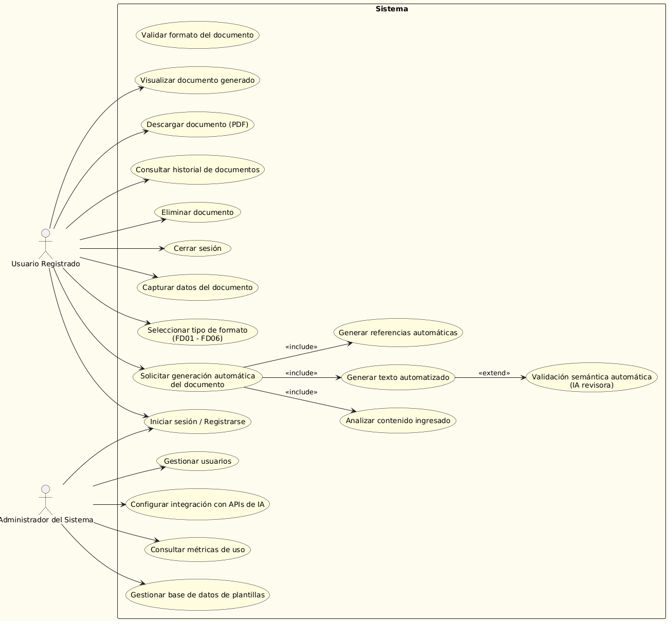 Sistema
Validar formato del documento
Visualizar documento generado
Descargar documento (PDF)
Consultar historial de documentos
Eliminar documento
Cerrar sesión
Usuario Registrado
Capturar datos del documento
Seleccionar tipo de formato
(FD01 - FD06)
Generar referencias automáticas
«include»
Solicitar generación automática
del documento
«include»
Generar texto automatizado
«extend»
Validación semántica automática
(IA revisora)
«include»
Iniciar sesión / Registrarse
Analizar contenido ingresado
Gestionar usuarios
Configurar integración con APIs de IA
Administrador del Sistema
Consultar métricas de uso
Gestionar base de datos de plantillas